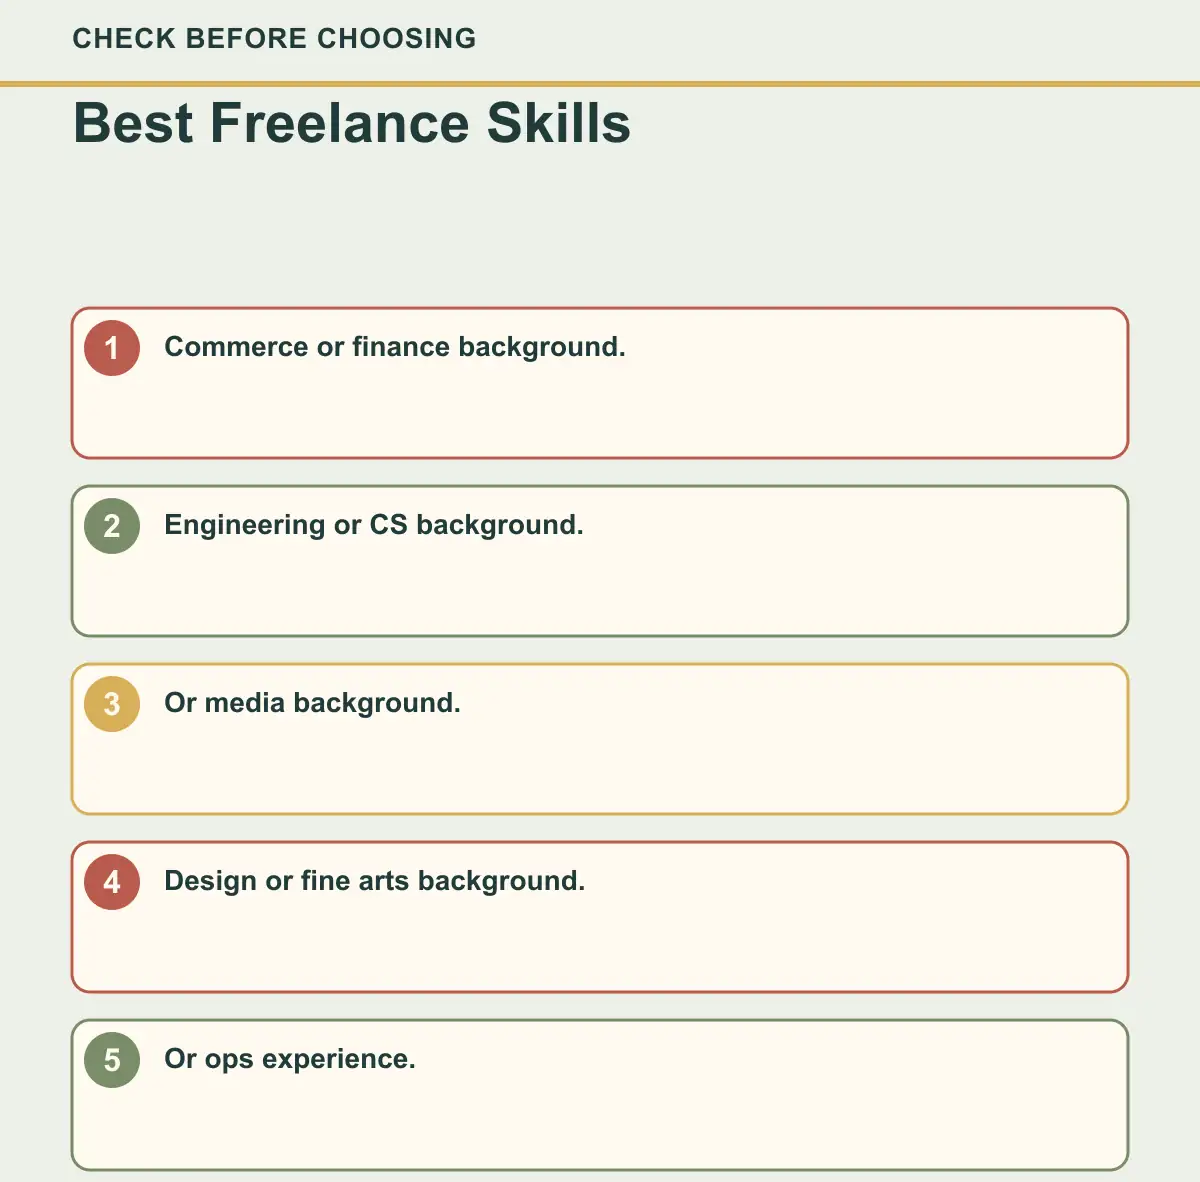 CHECK BEFORE CHOOSING
Best Freelance Skills
1 Commerce or finance background.
2 Engineering or CS background.
3 Or media background.
4 Design or fine arts background.
5 Or ops experience.